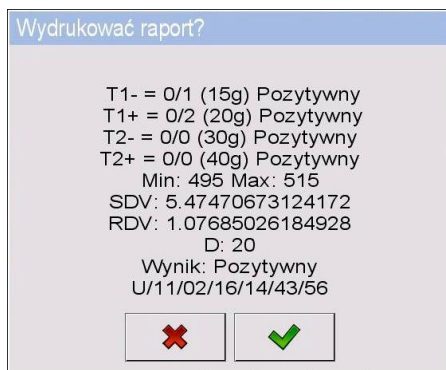 Wydrukować raport?
T1- = 0/1 (15g) Pozytywny
T1+ = 0/2 (20g) Pozytywny
T2- = 0/0 (30g) Pozytywny
T2+ = 0/0 (40g) Pozytywny
Min: 495 Max: 515
SDV: 5.47470673124172
RDV: 1.07685026184928
D: 20
Wynik: Pozytywny
U/11/02/16/14/43/56